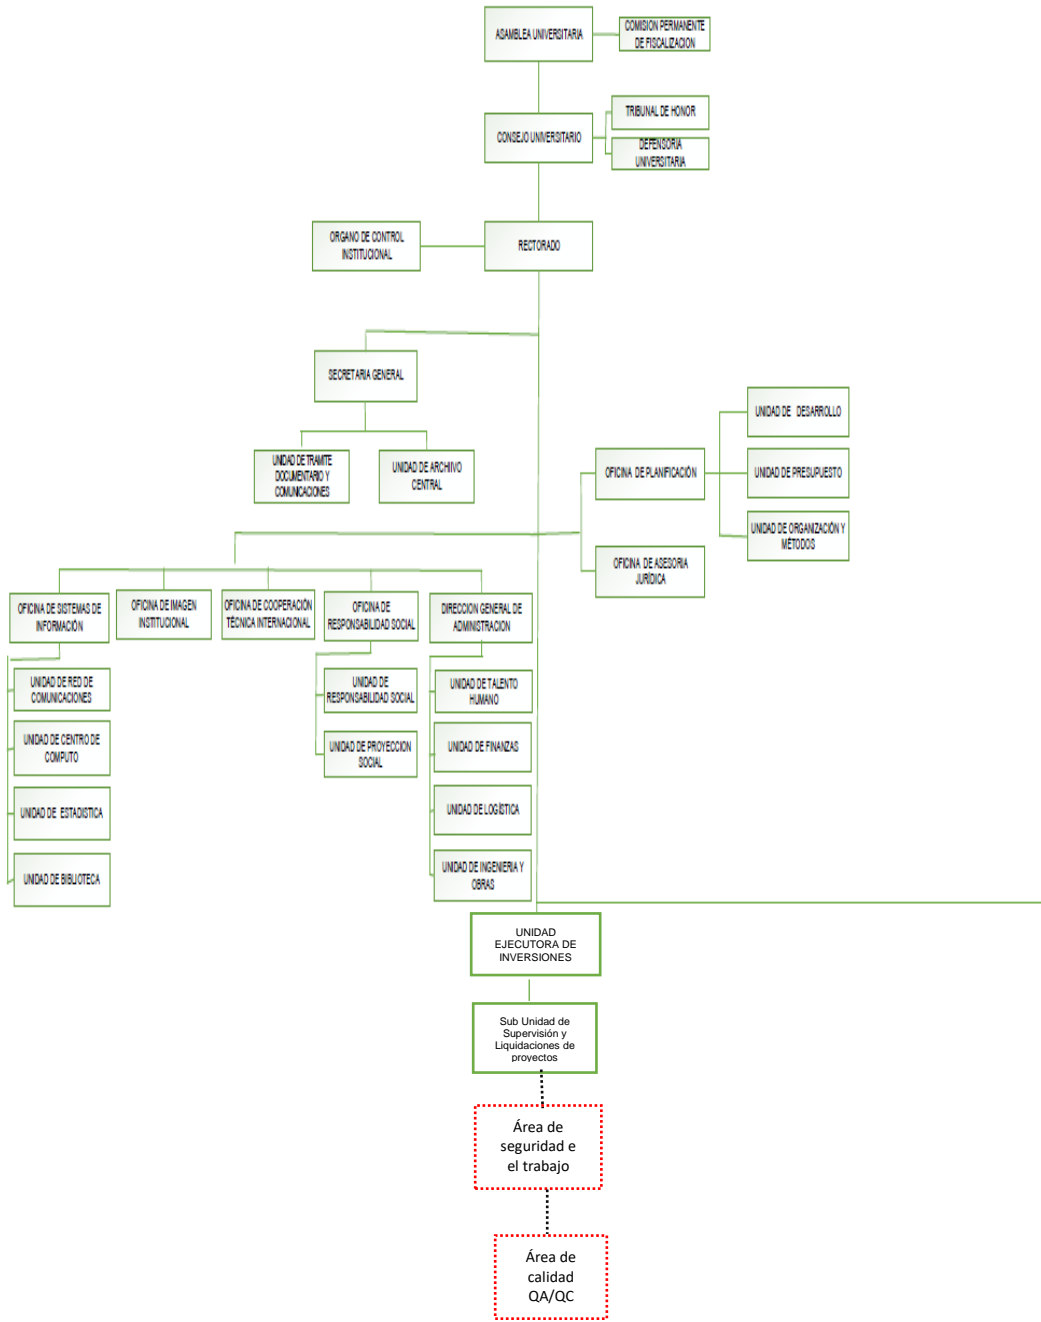 ASAMBLEA UNIVERSITARIA
COMISION PERMANENTE
DE FISCALIZACION
CONSEJO UNIVERSITARIO
TRIBUNAL DE HONOR
DEFENSORIA
UNIVERSITARIA
ORGANO DE CONTROL
INSTITUCIONAL
RECTORADO
SECRETARIA GENERAL
UNIDAD DE TRAMITE
DOCUMENTARIO Y
COMUNICACIONES
UNIDAD DE ARCHIVO
CENTRAL
OFICINA DE PLANIFICACIÓN
UNIDAD DE DESARROLLO
UNIDAD DE PRESUPUESTO
UNIDAD DE ORGANIZACIÓN Y
MÉTODOS
OFICINA DE ASESORIA
JURÍDICA
OFICINA DE SISTEMAS DE
INFORMACIÓN
OFICINA DE IMAGEN
INSTITUCIONAL
OFICINA DE COOPERACIÓN
TÉCNICA INTERNACIONAL
OFICINA DE
RESPONSABILIDAD SOCIAL
DIRECCION GENERAL DE
ADMINISTRACION
UNIDAD DE RED DE
COMUNICACIONES
UNIDAD DE CENTRO DE
COMPUTO
UNIDAD DE ESTADISTICA
UNIDAD DE BIBLIOTECA
UNIDAD DE
RESPONSABILIDAD SOCIAL
UNIDAD DE PROYECCION
SOCIAL
UNIDAD DE TALENTO
HUMANO
UNIDAD DE FINANZAS
UNIDAD DE LOGÍSTICA
UNIDAD DE INGENIERIA Y
OBRAS
UNIDAD
EJECUTORA DE
INVERSIONES
Sub Unidad de
Supervisión y
Liquidaciones de
proyectos
Área de
seguridad e
el trabajo
Área de
calidad
QA/QC